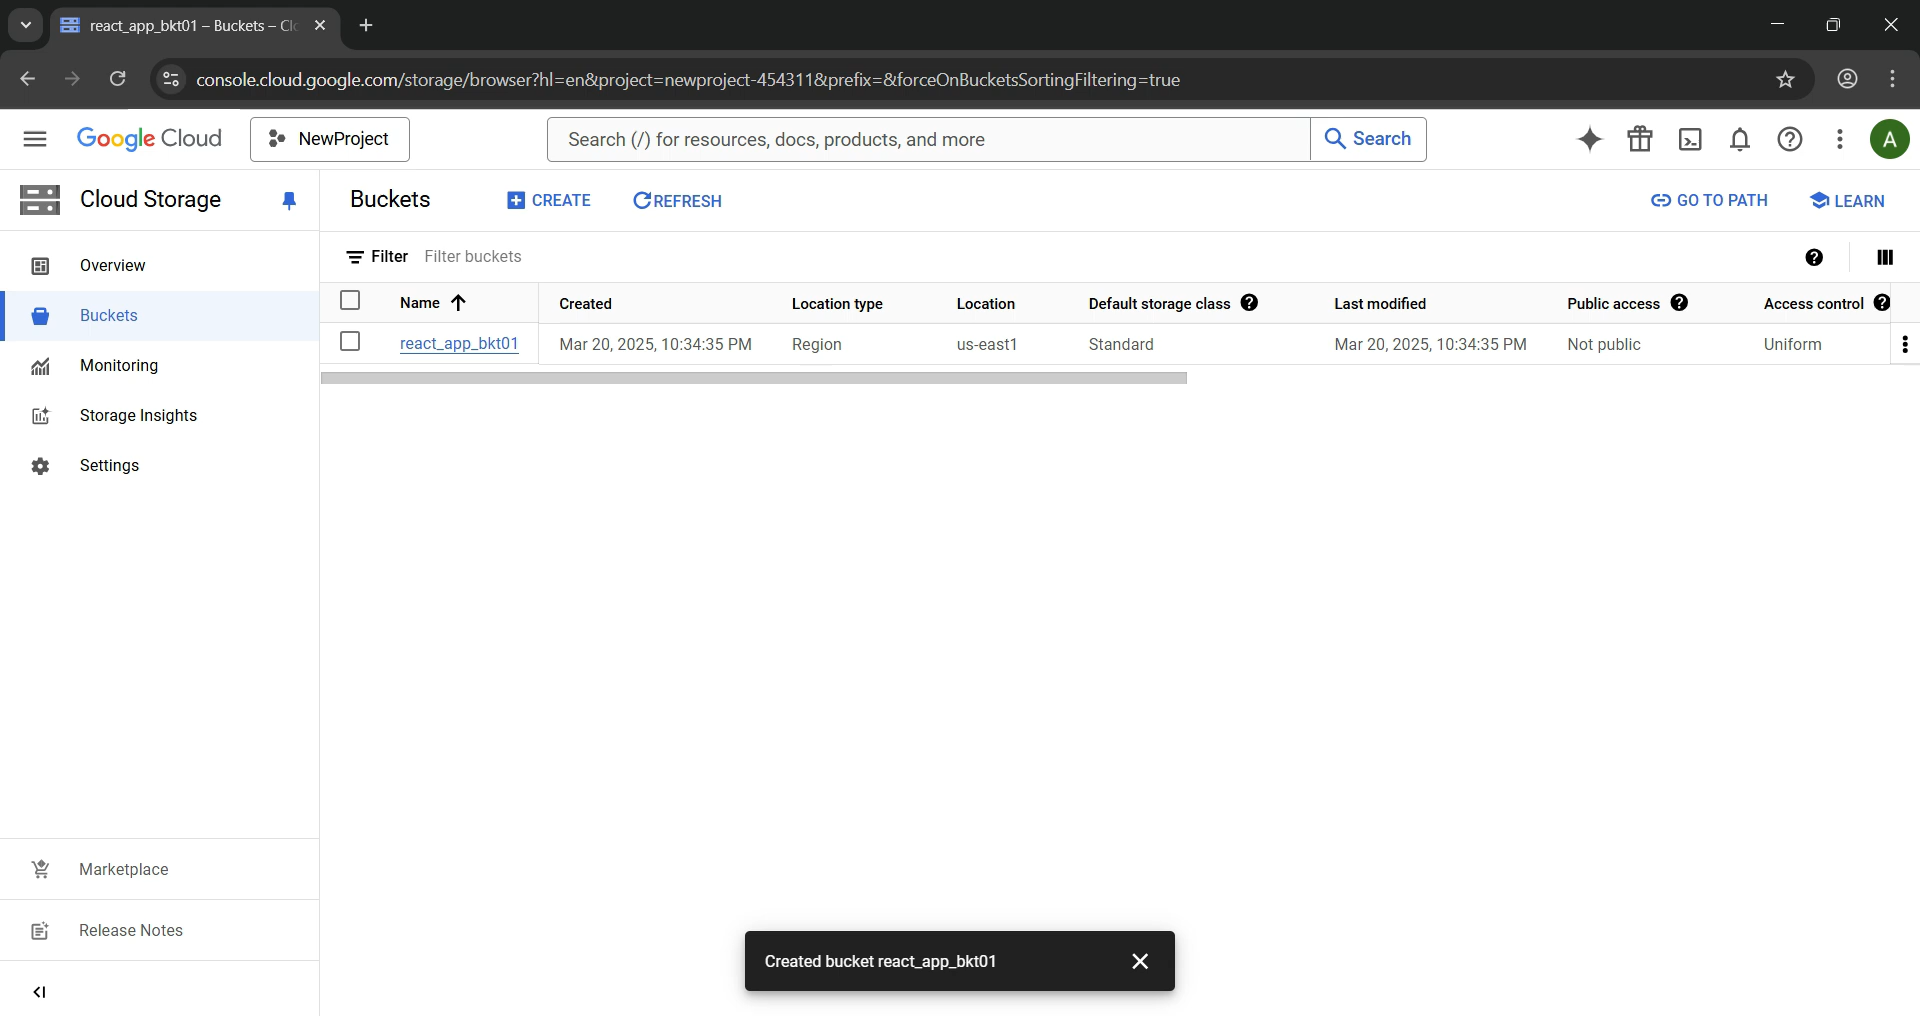 react_app_bkt01 – Buckets – Clo
console.cloud.google.com/storage/browser?hl=en&project=newproject-454311&prefix=&forceOnBucketsSortingFiltering=true
Google Cloud
NewProject
Search (/) for resources, docs, products, and more
Search
A
Cloud Storage
Buckets
CREATE
REFRESH
GO TO PATH
LEARN
Overview
Buckets
Monitoring
Storage Insights
Settings
Filter Filter buckets
Name Created Location type Location Default storage class Last modified Public access Access control
react_app_bkt01 Mar 20, 2025, 10:34:35 PM Region us-east1 Standard Mar 20, 2025, 10:34:35 PM Not public Uniform
Marketplace
Release Notes
Created bucket react_app_bkt01